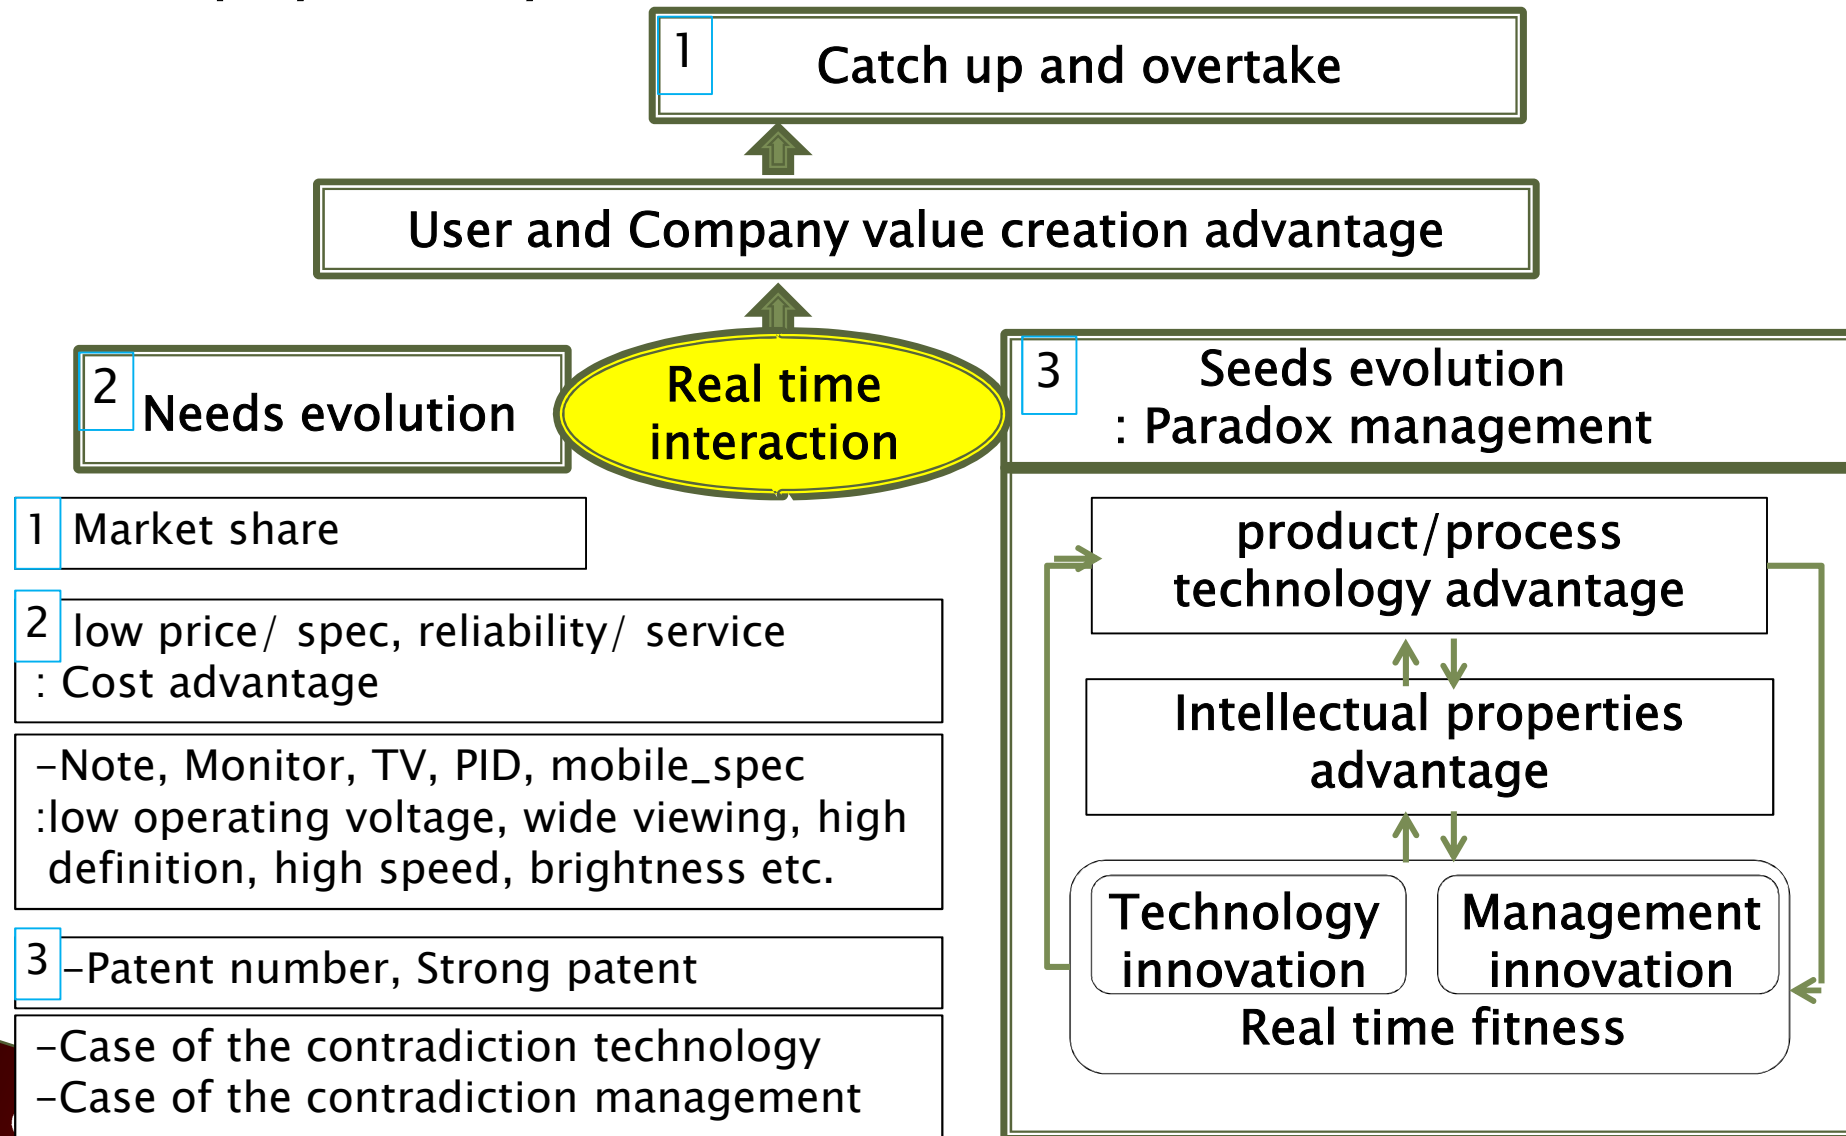 1
Catch up and overtake
User and Company value creation advantage
2
Needs evolution
Real time
interaction
3
Seeds evolution
: Paradox management
1 Market share
2 low price/ spec, reliability/ service
: Cost advantage
-Note, Monitor, TV, PID, mobile_spec
:low operating voltage, wide viewing, high
definition, high speed, brightness etc.
3 -Patent number, Strong patent
-Case of the contradiction technology
-Case of the contradiction management
product/process
technology advantage
Intellectual properties
advantage
Technology
innovation
Management
innovation
Real time fitness